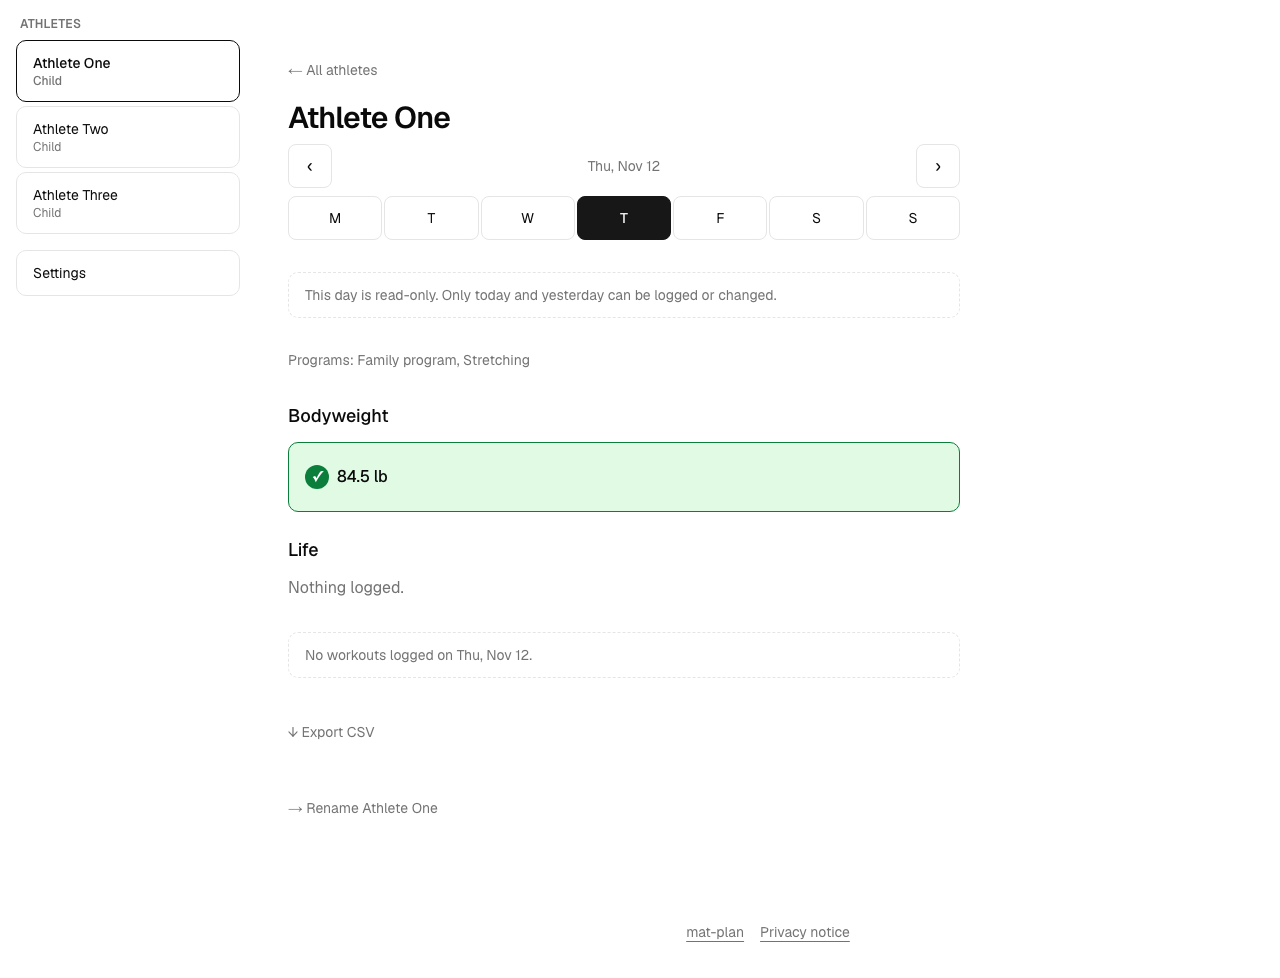 ATHLETES
Athlete One
Child
Athlete Two
Child
Athlete Three
Child
Settings
← All athletes
Athlete One
‹ Thu, Nov 12 ›
M T W T F S S
This day is read-only. Only today and yesterday can be logged or changed.
Programs: Family program, Stretching
Bodyweight
✓ 84.5 lb
Life
Nothing logged.
No workouts logged on Thu, Nov 12.
↓ Export CSV
→ Rename Athlete One
mat-plan Privacy notice